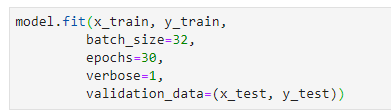 model.fit(x_train, y_train,
          batch_size=32,
          epochs=30,
          verbose=1,
          validation_data=(x_test, y_test))